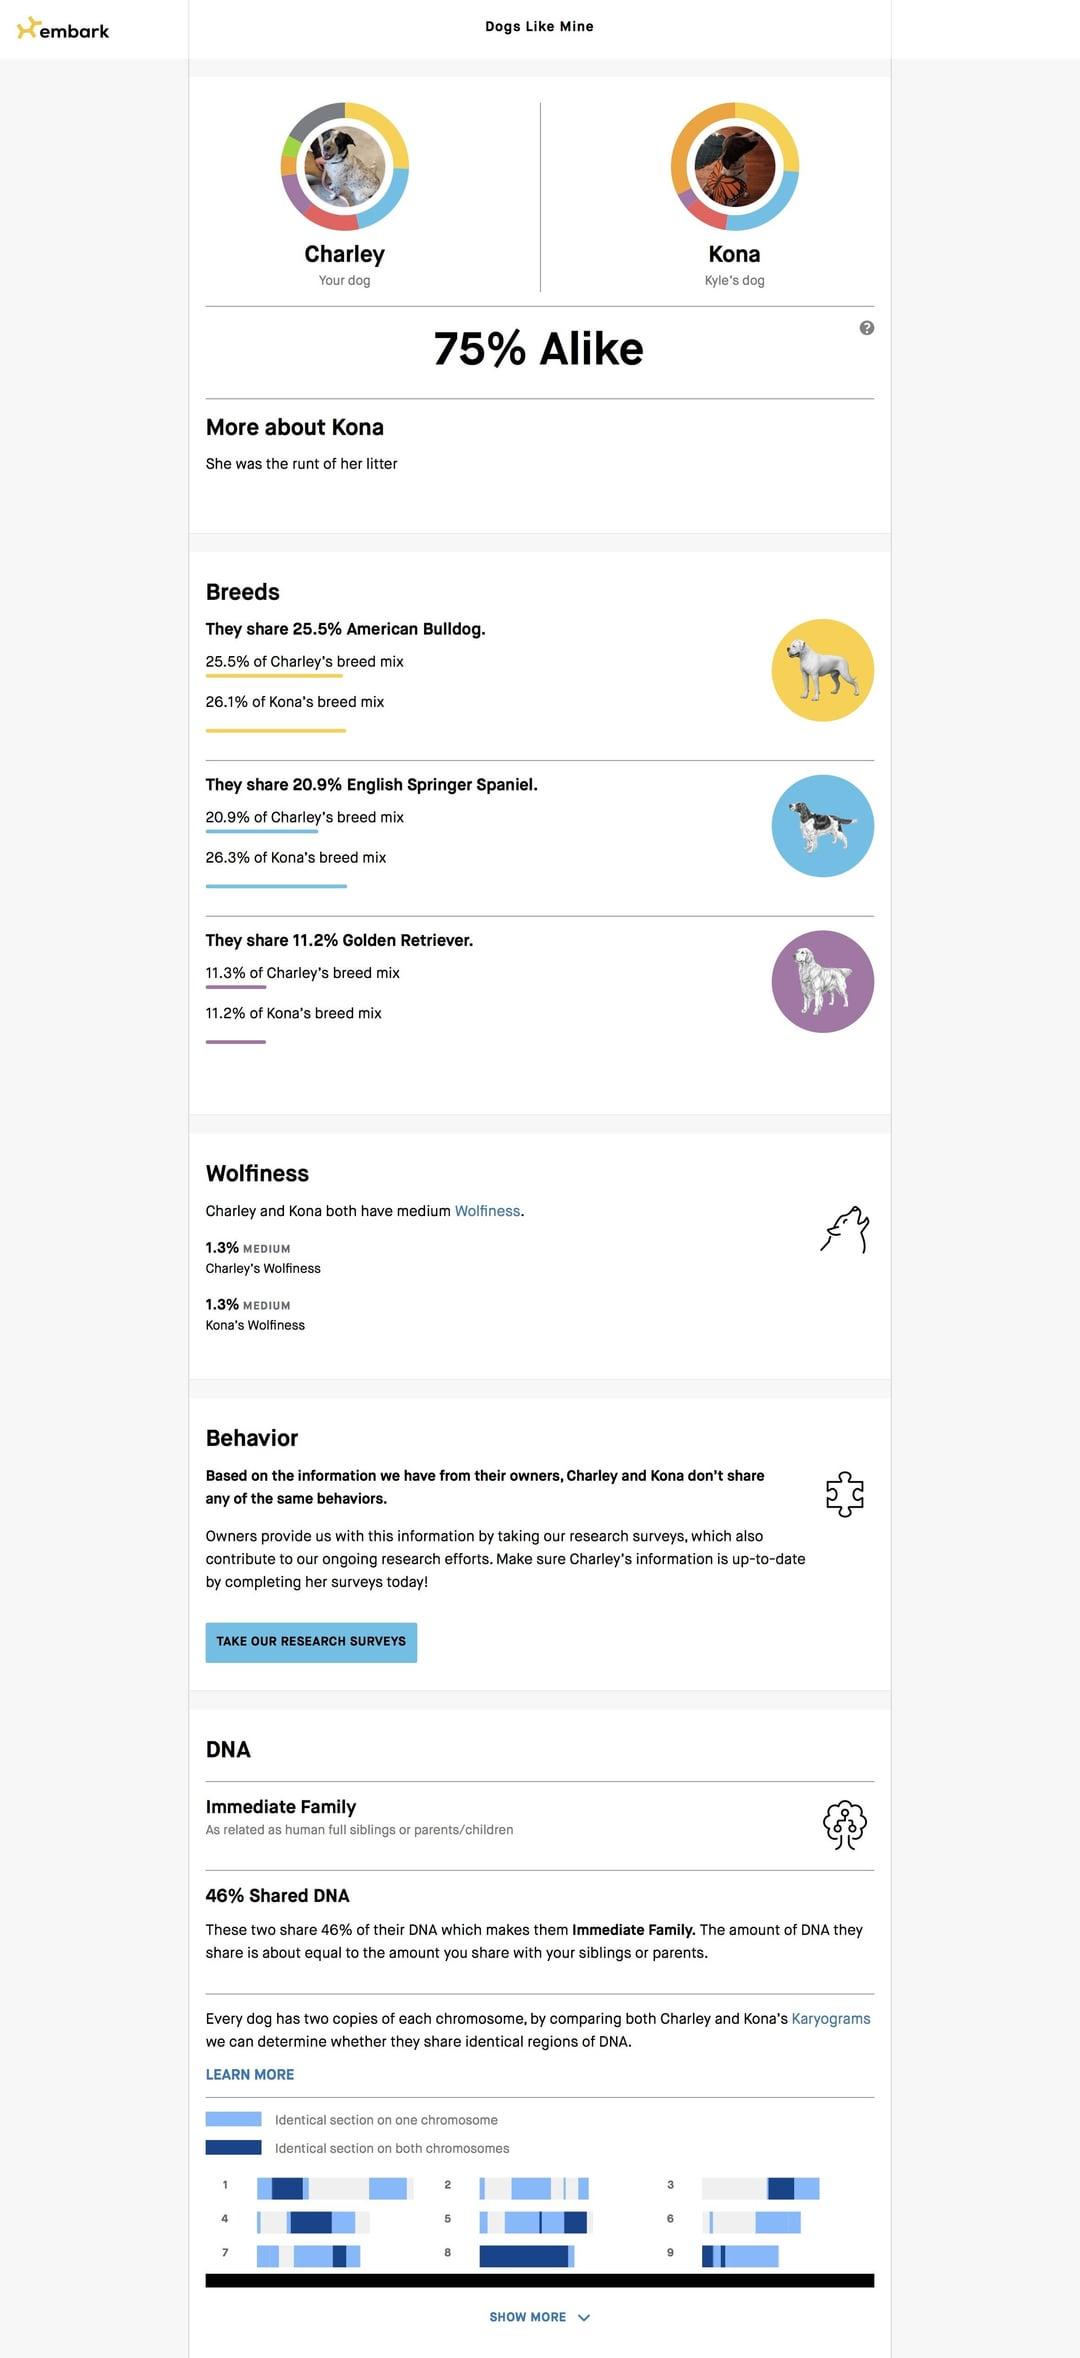 embark
Dogs Like Mine
Charley
Your dog
Kona
Kyle's dog
75% Alike
?
More about Kona
She was the runt of her litter
Breeds
They share 25.5% American Bulldog.
25.5% of Charley's breed mix
26.1% of Kona's breed mix
They share 20.9% English Springer Spaniel.
20.9% of Charley's breed mix
26.3% of Kona's breed mix
They share 11.2% Golden Retriever.
11.3% of Charley's breed mix
11.2% of Kona's breed mix
Wolfiness
Charley and Kona both have medium Wolfiness.
1.3% MEDIUM
Charley's Wolfiness
1.3% MEDIUM
Kona's Wolfiness
Behavior
Based on the information we have from their owners, Charley and Kona don't share
any of the same behaviors.
Owners provide us with this information by taking our research surveys, which also
contribute to our ongoing research efforts. Make sure Charley's information is up-to-date
by completing her surveys today!
TAKE OUR RESEARCH SURVEYS
DNA
Immediate Family
As related as human full siblings or parents/children
46% Shared DNA
These two share 46% of their DNA which makes them Immediate Family. The amount of DNA they
share is about equal to the amount you share with your siblings or parents.
Every dog has two copies of each chromosome, by comparing both Charley and Kona's Karyograms
we can determine whether they share identical regions of DNA.
LEARN MORE
Identical section on one chromosome
Identical section on both chromosomes
1 2 3
4 5 6
7 8 9
SHOW MORE